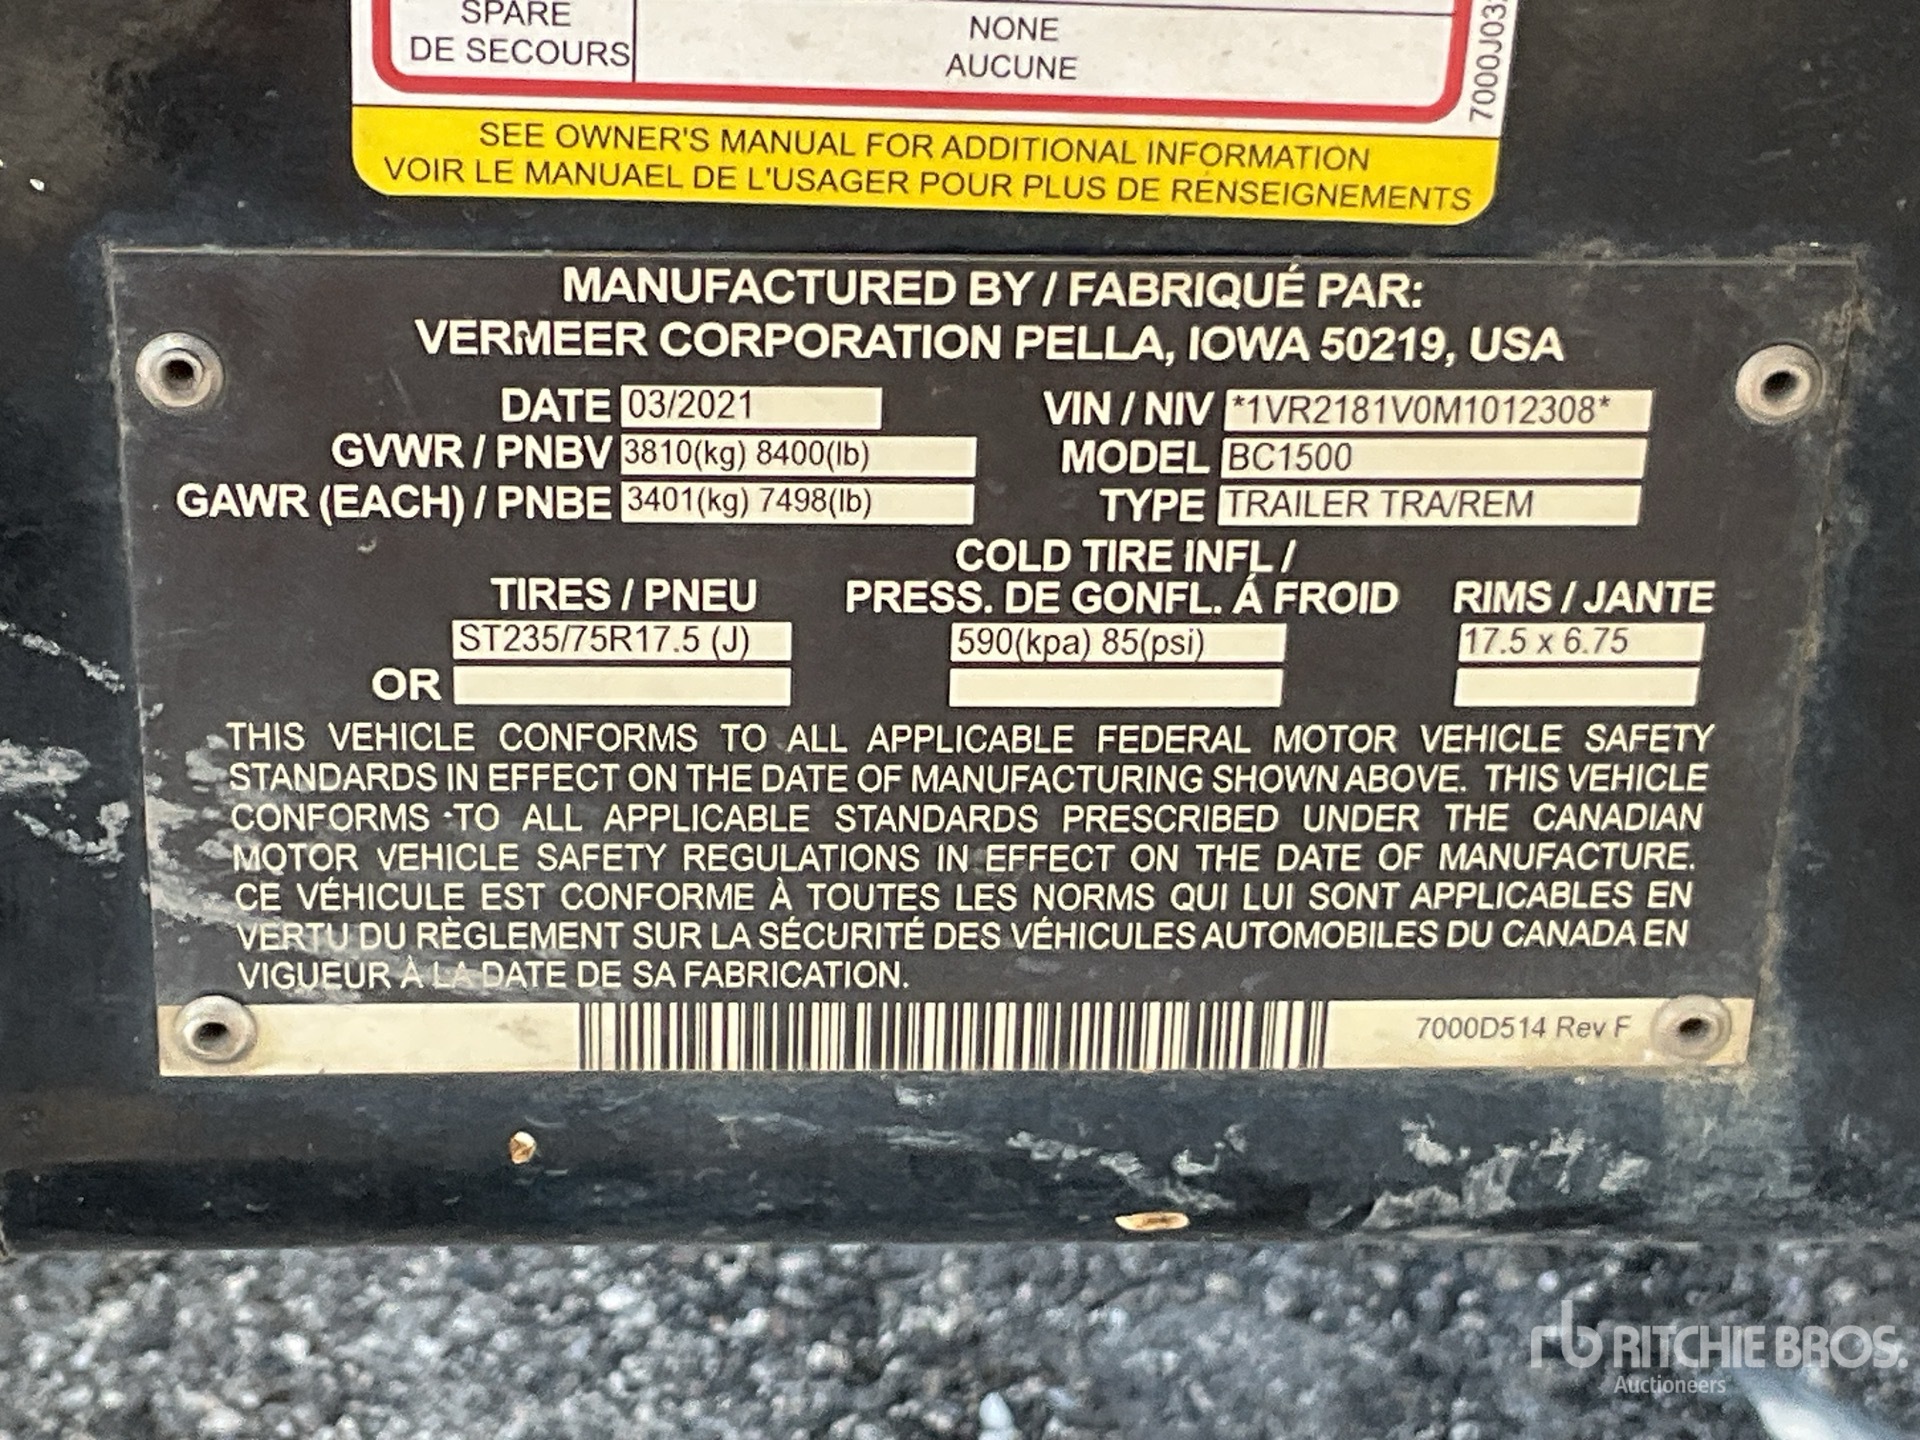 SPARE
DE SECOURS
NONE
AUCUNE
SEE OWNER'S MANUAL FOR ADDITIONAL INFORMATION
VOIR LE MANUAEL DE L'USAGER POUR PLUS DE RENSEIGNEMENTS
MANUFACTURED BY / FABRIQUÉ PAR:
VERMEER CORPORATION PELLA, IOWA 50219, USA
DATE 03/2021 VIN / NIV *1VR2181V0M1012308*
GVWR / PNBV 3810(kg) 8400(lb) MODEL BC1500
GAWR (EACH) / PNBE 3401(kg) 7498(lb) TYPE TRAILER TRA/REM
COLD TIRE INFL /
TIRES / PNEU PRESS. DE GONFL. Á FROID RIMS / JANTE
ST235/75R17.5 (J) 590(kpa) 85(psi) 17.5 x 6.75
OR
THIS VEHICLE CONFORMS TO ALL APPLICABLE FEDERAL MOTOR VEHICLE SAFETY
STANDARDS IN EFFECT ON THE DATE OF MANUFACTURING SHOWN ABOVE. THIS VEHICLE
CONFORMS TO ALL APPLICABLE STANDARDS PRESCRIBED UNDER THE CANADIAN
MOTOR VEHICLE SAFETY REGULATIONS IN EFFECT ON THE DATE OF MANUFACTURE.
CE VÉHICULE EST CONFORME À TOUTES LES NORMS QUI LUI SONT APPLICABLES EN
VERTU DU RÈGLEMENT SUR LA SÉCURITÉ DES VÉHICULES AUTOMOBILES DU CANADA EN
VIGUEUR À LA DATE DE SA FABRICATION.
7000D514 Rev F
rb RITCHIE BROS.
Auctioneers